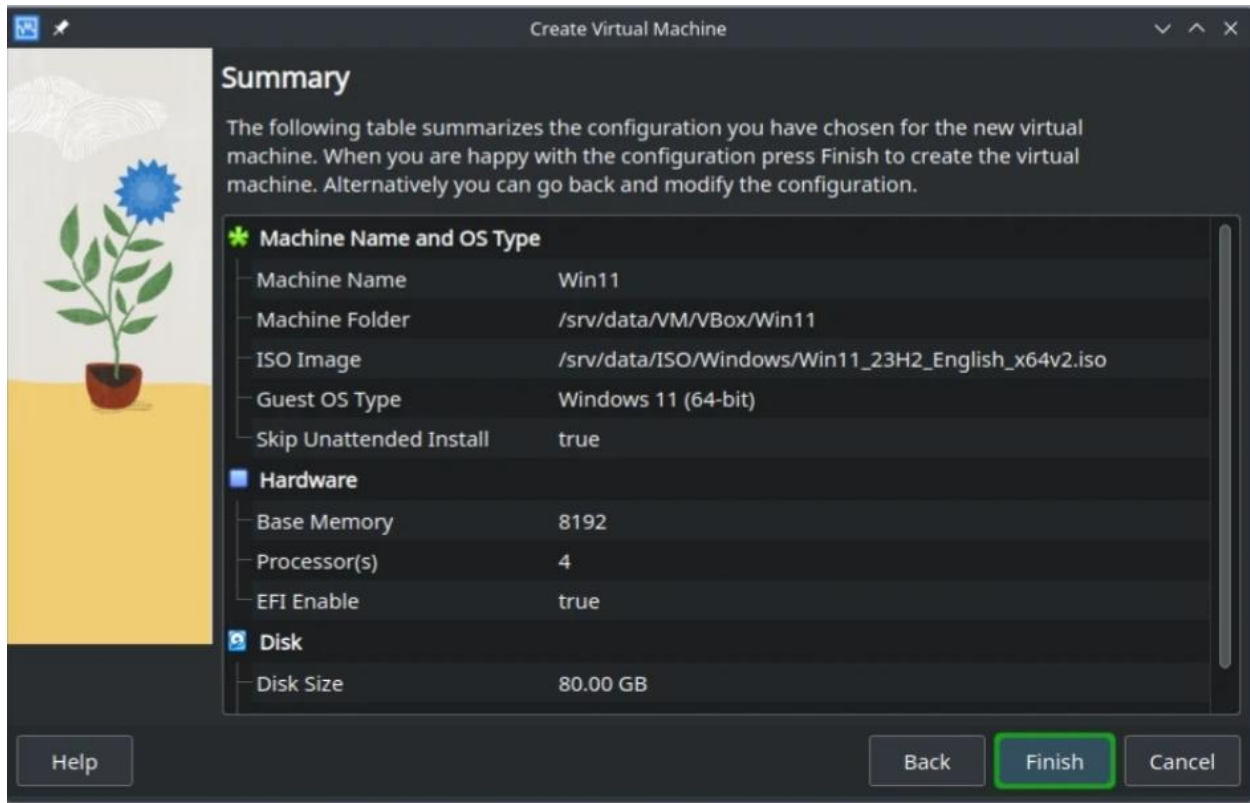 Create Virtual Machine
Summary
The following table summarizes the configuration you have chosen for the new virtual
machine. When you are happy with the configuration press Finish to create the virtual
machine. Alternatively you can go back and modify the configuration.
Machine Name and OS Type
Machine Name Win11
Machine Folder /srv/data/VM/VBox/Win11
ISO Image /srv/data/ISO/Windows/Win11_23H2_English_x64v2.iso
Guest OS Type Windows 11 (64-bit)
Skip Unattended Install true
Hardware
Base Memory 8192
Processor(s) 4
EFI Enable true
Disk
Disk Size 80.00 GB
Help Back Finish Cancel